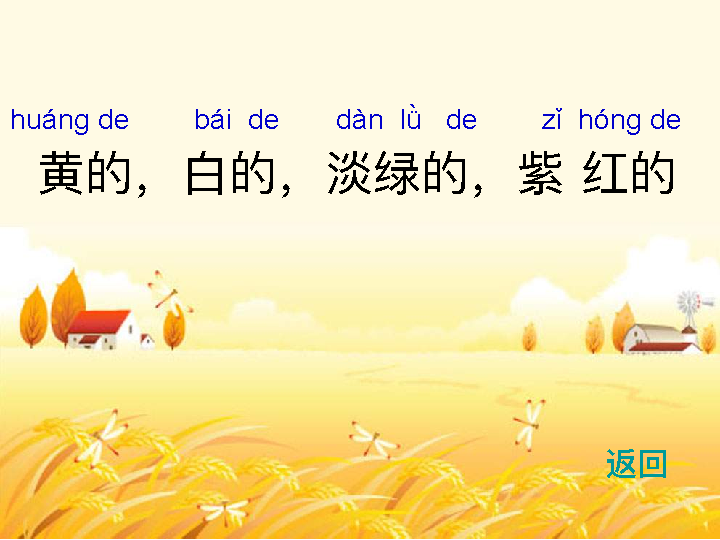 huáng de bái de dàn lǜ de zǐ hóng de
黄的，白的，淡绿的，紫 红的
返回